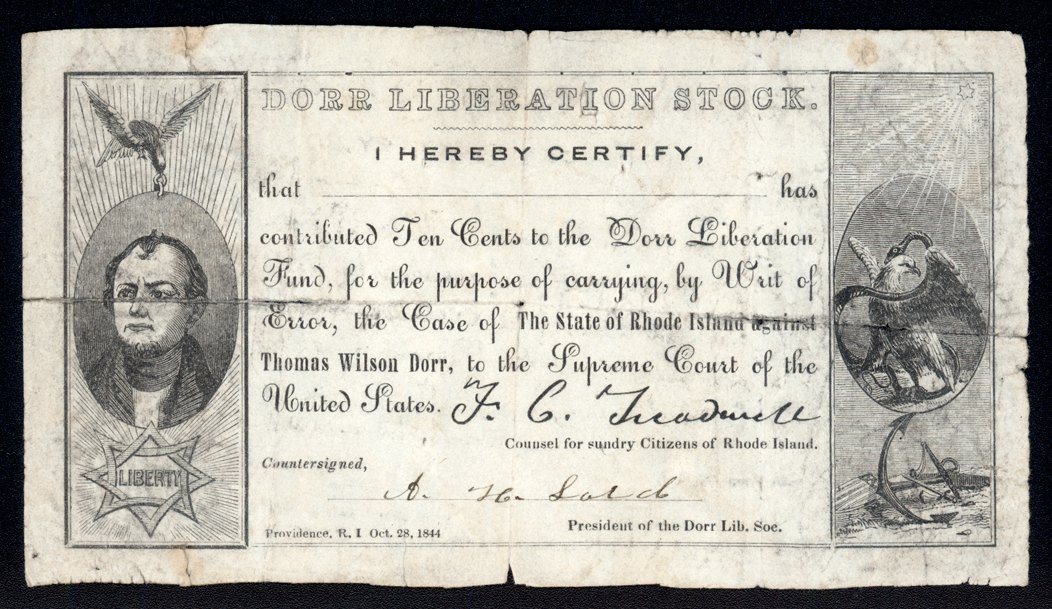 DORR LIBERATION STOCK.
I HEREBY CERTIFY,
that has
contributed Ten Cents to the Dorr Liberation
Fund, for the purpose of carrying, by Writ of
Error, the Case of The State of Rhode Island against
Thomas Wilson Dorr, to the Supreme Court of the
United States. F. C. Treadwell
Counsel for sundry Citizens of Rhode Island.
Countersigned,
A. H.
President of the Dorr Lib. Soc.
Providence, R. I Oct. 28, 1844
LIBERTY